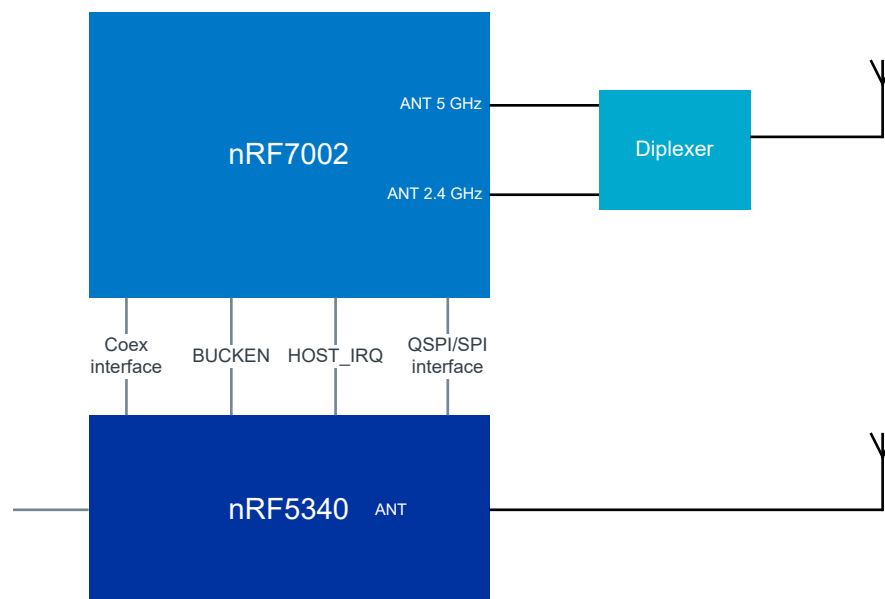 ANT 5 GHz
nRF7002
Diplexer
ANT 2.4 GHz
Coex
interface
BUCKEN
HOST_IRQ
QSPI/SPI
interface
nRF5340
ANT